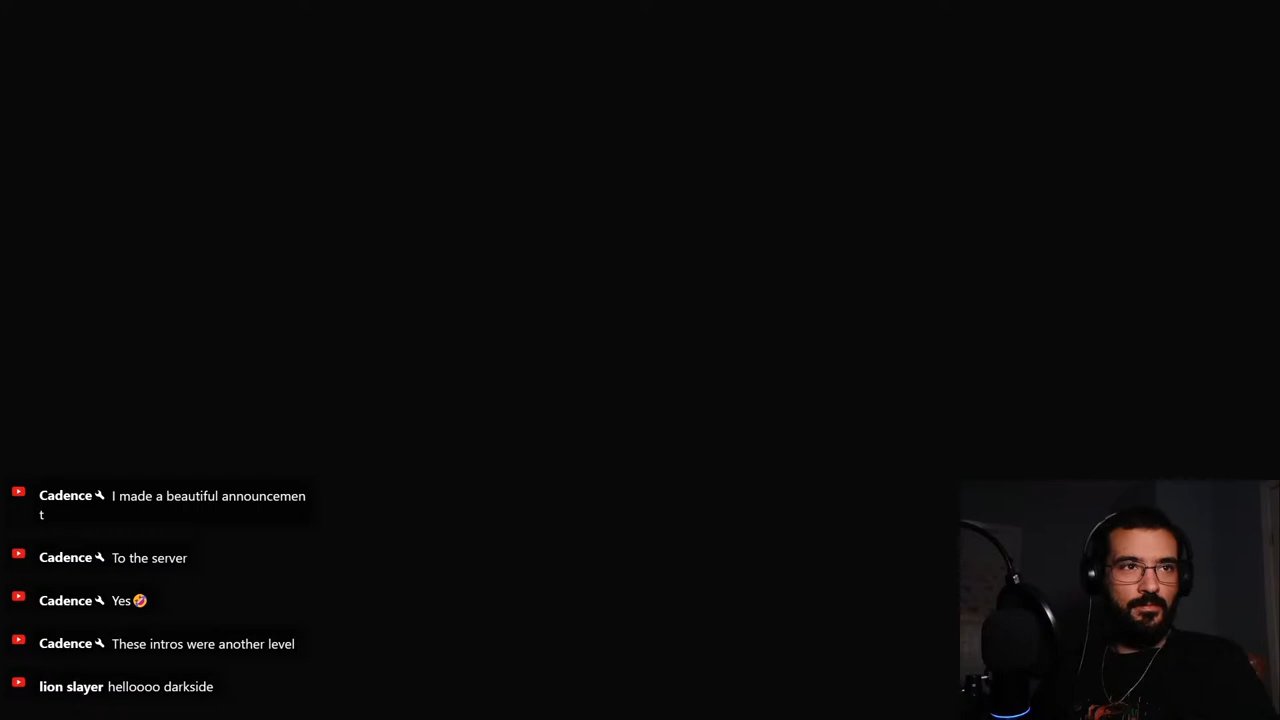 Cadence I made a beautiful announcemen
t
Cadence To the server
Cadence Yes🤣
Cadence These intros were another level
lion slayer helloooo darkside